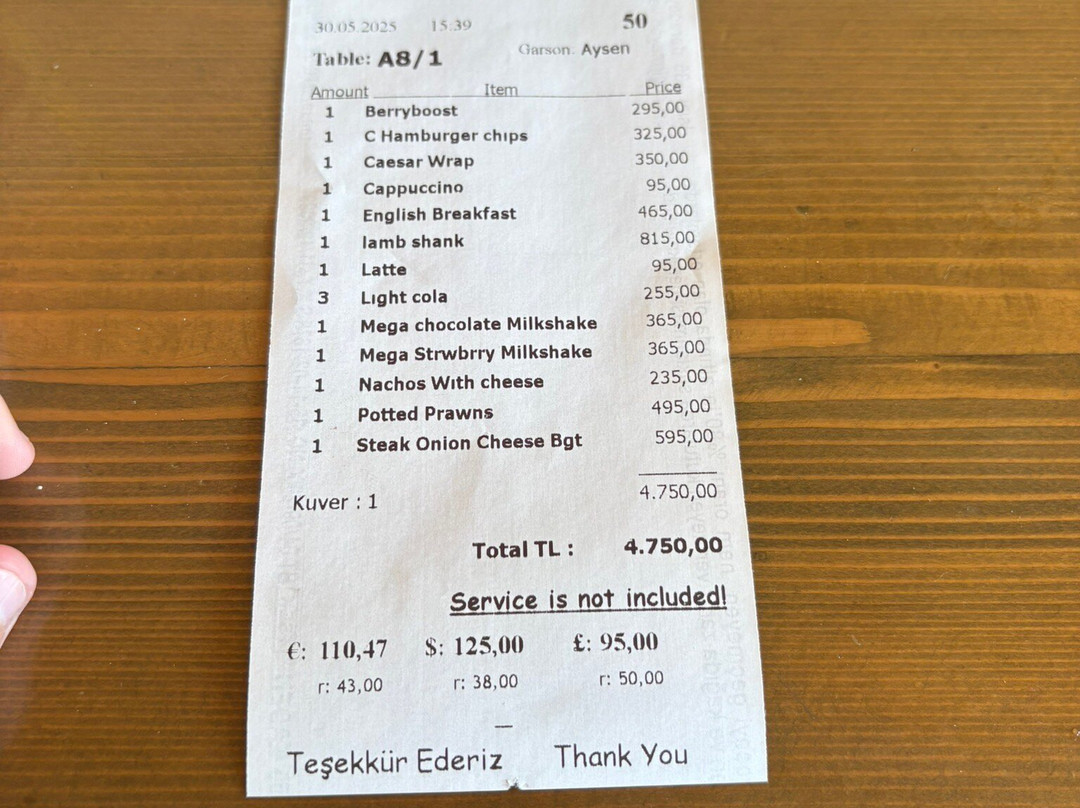 30.05.2025 15:39 50
Table: A8/1 Garson: Aysen
Amount Item Price
1 Berryboost 295,00
1 C Hamburger chıps 325,00
1 Caesar Wrap 350,00
1 Cappuccino 95,00
1 English Breakfast 465,00
1 lamb shank 815,00
1 Latte 95,00
3 Lıght cola 255,00
1 Mega chocolate Milkshake 365,00
1 Mega Strwbrry Milkshake 365,00
1 Nachos Wıth cheese 235,00
1 Potted Prawns 495,00
1 Steak Onion Cheese Bgt 595,00
Kuver : 1 4.750,00
Total TL : 4.750,00
Service is not included!
€: 110,47 $: 125,00 £: 95,00
r: 43,00 r: 38,00 r: 50,00
Teşekkür Ederiz Thank You